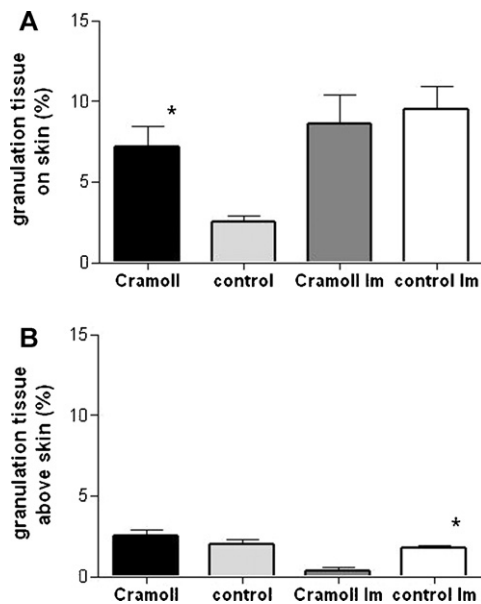 A
granulation tissue
on skin (%)
15
10
5
0
*
Cramoll
control
Cramoll Im
control Im
B
granulation tissue
above skin (%)
15
10
5
0
*
Cramoll
control
Cramoll Im
control Im